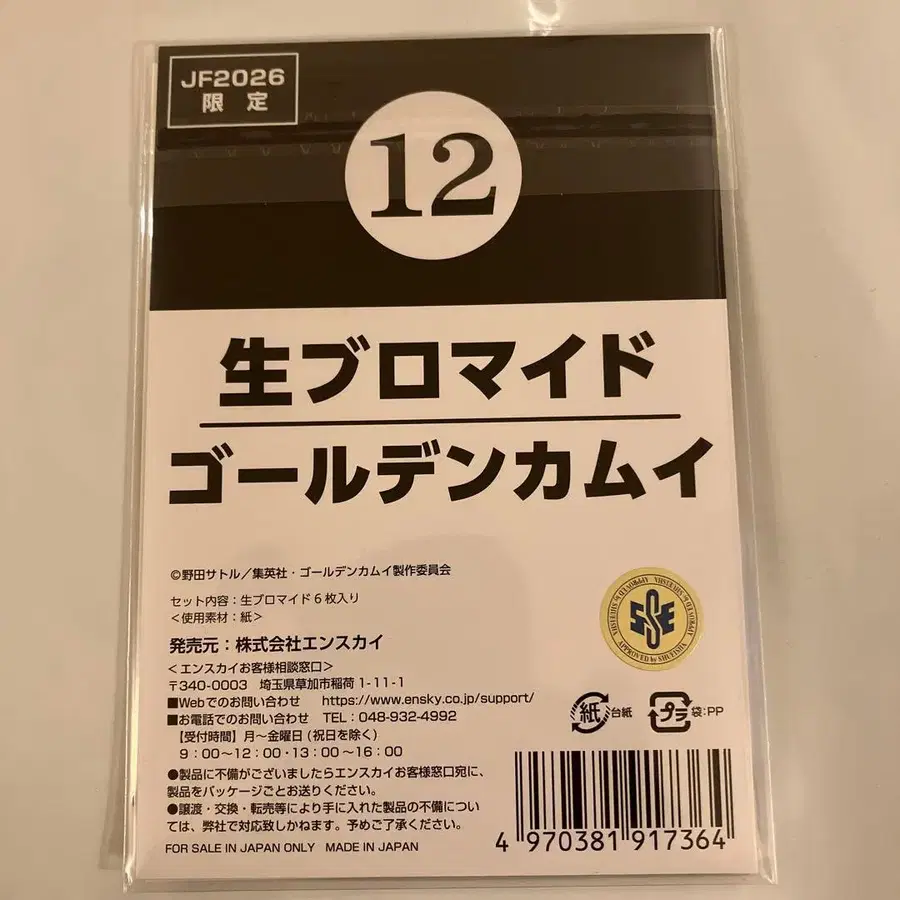 JF2026
限定
12
生ブロマイド
ゴールデンカムイ
©野田サトル／集英社・ゴールデンカムイ製作委員会
セット内容：生ブロマイド6枚入り
＜使用素材：紙＞
発売元：株式会社エンスカイ
＜エンスカイお客様相談窓口＞
〒340-0003 埼玉県草加市稲荷1-11-1
■Webでのお問い合わせ https://www.ensky.co.jp/support/
■お電話でのお問い合わせ TEL：048-932-4992
【受付時間】月～金曜日(祝日を除く)
9：00～12：00・13：00～16：00
●製品に不備がございましたらエンスカイお客様窓口宛に、
製品をパッケージごとお送りください。
●譲渡・交換・転売等により手に入れた製品の不備につい
ては、弊社で対応致しかねます。予めご了承ください。
FOR SALE IN JAPAN ONLY MADE IN JAPAN
APPROVED by SHUEISHA
APPROVED by SHUEISHA
APPROVED by SHUEISHA
SSE
紙 台紙
プラ 袋：PP
4 970381 917364